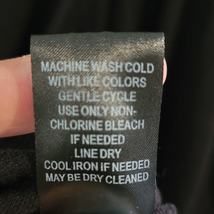 MACHINE WASH COLD
WITH LIKE COLORS
GENTLE CYCLE
USE ONLY NON-
CHLORINE BLEACH
IF NEEDED
LINE DRY
COOL IRON IF NEEDED
MAY BE DRY CLEANED